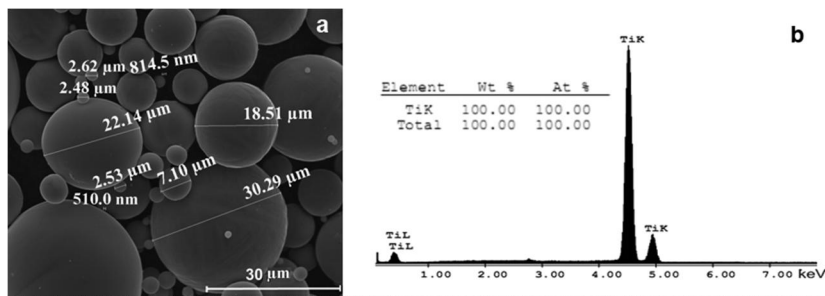 a
2.62 µm 814.5 nm
2.48 µm
22.14 µm
18.51 µm
2.53 µm
7.10 µm
510.0 nm
30.29 µm
30 µm
b
TiK
Element Wt % At %
TiK 100.00 100.00
Total 100.00 100.00
TiK
TiL
TiL
1.00 2.00 3.00 4.00 5.00 6.00 7.00 keV